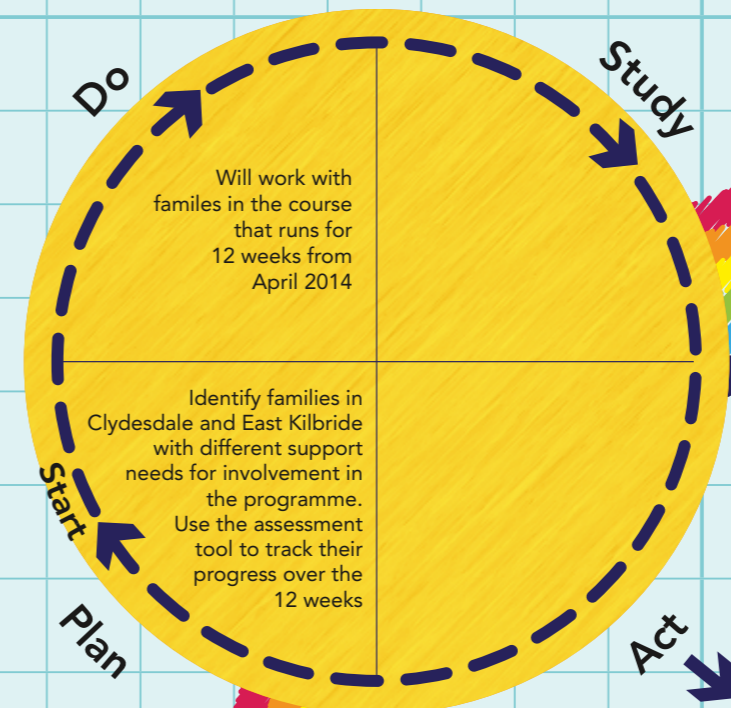 Do
Study
Will work with
familes in the course
that runs for
12 weeks from
April 2014
Identify families in
Clydesdale and East Kilbride
with different support
needs for involvement in
the programme.
Use the assessment
tool to track their
progress over the
12 weeks
Start
Plan
Act